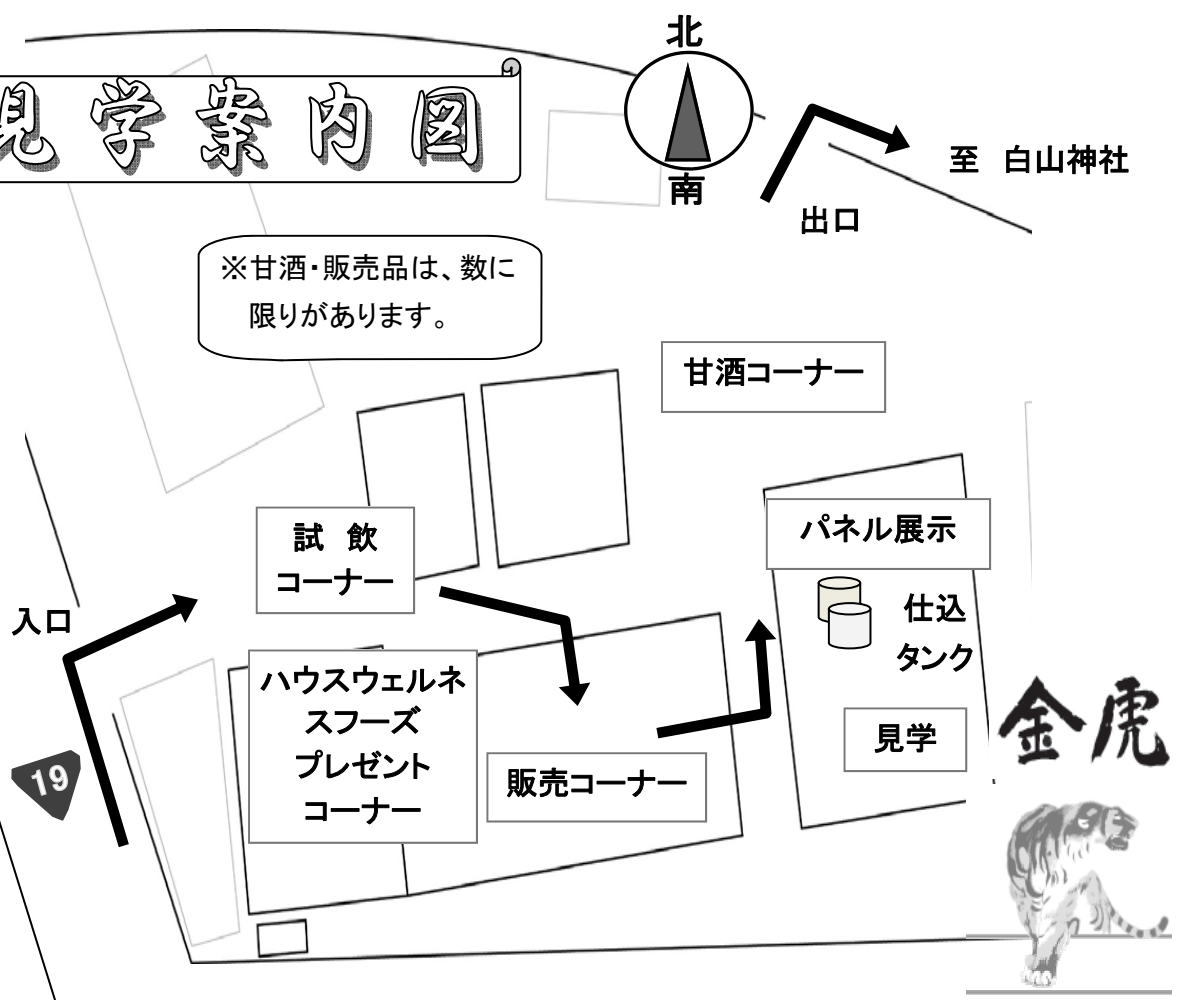 北
見学案内図
南
至 白山神社
出口
※甘酒・販売品は、数に
限りがあります。
甘酒コーナー
パネル展示
試 飲
コーナー
仕込
タンク
入口
ハウスウェルネ
スフーズ
プレゼント
コーナー
見学
販売コーナー
19
金虎